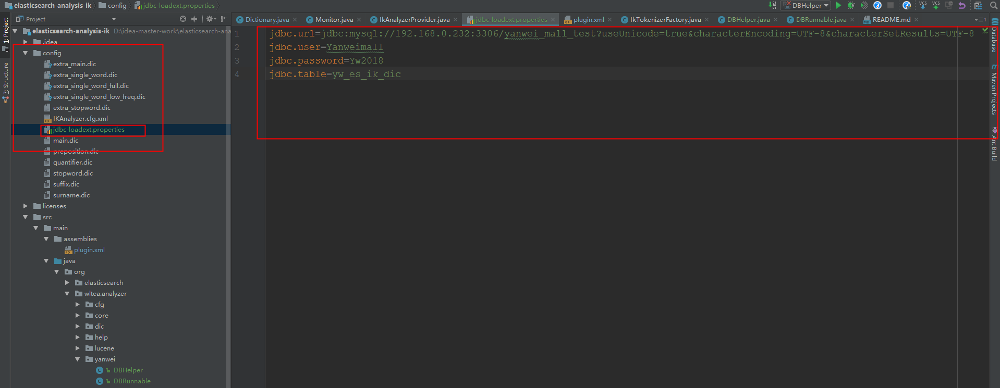 elasticsearch-analysis-ik config jdbc-loadext.properties
DBHelper
VCS VCS
Project
Dictionary.java Monitor.java IkAnalyzerProvider.java jdbc-loadext.properties plugin.xml IkTokenizerFactory.java DBHelper.java DBRunnable.java README.md
1: Project
7: Structure
elasticsearch-analysis-ik D:\idea-master-work\elasticsearch-ana
.idea
config
extra_main.dic
extra_single_word.dic
extra_single_word_full.dic
extra_single_word_low_freq.dic
extra_stopword.dic
IKAnalyzer.cfg.xml
jdbc-loadext.properties
main.dic
preposition.dic
quantifier.dic
stopword.dic
suffix.dic
surname.dic
licenses
src
main
assemblies
plugin.xml
java
org
elasticsearch
wltea.analyzer
cfg
core
dic
help
lucene
yanwei
DBHelper
DBRunnable
1 jdbc.url=jdbc:mysql://192.168.0.232:3306/yanwei_mall_test?useUnicode=true&characterEncoding=UTF-8&characterSetResults=UTF-8
2 jdbc.user=Yanweimall
3 jdbc.password=Yw2018
4 jdbc.table=yw_es_ik_dic
Database
Maven Projects
Ant Build